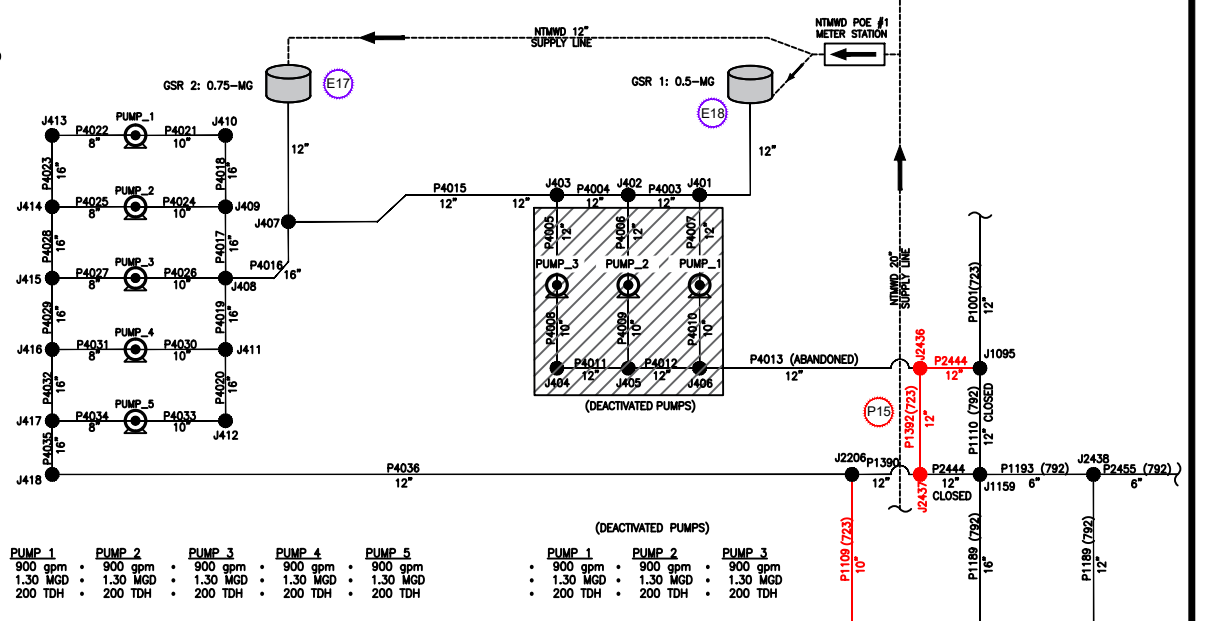 NTMWD POE #1
METER STATION
NTMWD 12"
SUPPLY LINE
GSR 2: 0.75-MG
E17
GSR 1: 0.5-MG
E18
12"
12"
J413
P4022
8"
PUMP_1
P4021
10"
J410
P4023
16"
P4018
16"
J414
P4025
8"
PUMP_2
P4024
10"
J409
P4028
16"
P4017
16"
J415
P4027
8"
PUMP_3
P4026
10"
J408
P4029
16"
P4019
16"
J416
P4031
8"
PUMP_4
P4030
10"
J411
P4032
16"
P4020
16"
J417
P4034
8"
PUMP_5
P4033
10"
J412
P4035
16"
J418
J407
P4016
16"
P4015
12"
12"
J403
P4004
12"
J402
P4003
12"
J401
P4005
12"
P4006
12"
P4007
12"
PUMP_3
PUMP_2
PUMP_1
P4008
10"
P4009
10"
P4010
10"
J404
P4011
12"
J405
P4012
12"
J406
(DEACTIVATED PUMPS)
P4013 (ABANDONED)
12"
NTMWD 20"
SUPPLY LINE
P1001(723)
12"
J2436
P2444
12"
J1095
P15
P1392(723)
12"
P1110 (792)
12" CLOSED
P4036
12"
J2206
P1390
12"
J2437
P2444
12"
CLOSED
J1159
P1193 (792)
6"
J2438
P2455 (792)
6"
P1109 (723)
10"
P1189 (792)
16"
P1189 (792)
12"
PUMP 1 PUMP 2 PUMP 3 PUMP 4 PUMP 5
900 gpm • 900 gpm • 900 gpm • 900 gpm • 900 gpm
1.30 MGD • 1.30 MGD • 1.30 MGD • 1.30 MGD • 1.30 MGD
200 TDH • 200 TDH • 200 TDH • 200 TDH • 200 TDH
(DEACTIVATED PUMPS)
PUMP 1 PUMP 2 PUMP 3
• 900 gpm • 900 gpm • 900 gpm
• 1.30 MGD • 1.30 MGD • 1.30 MGD
• 200 TDH • 200 TDH • 200 TDH